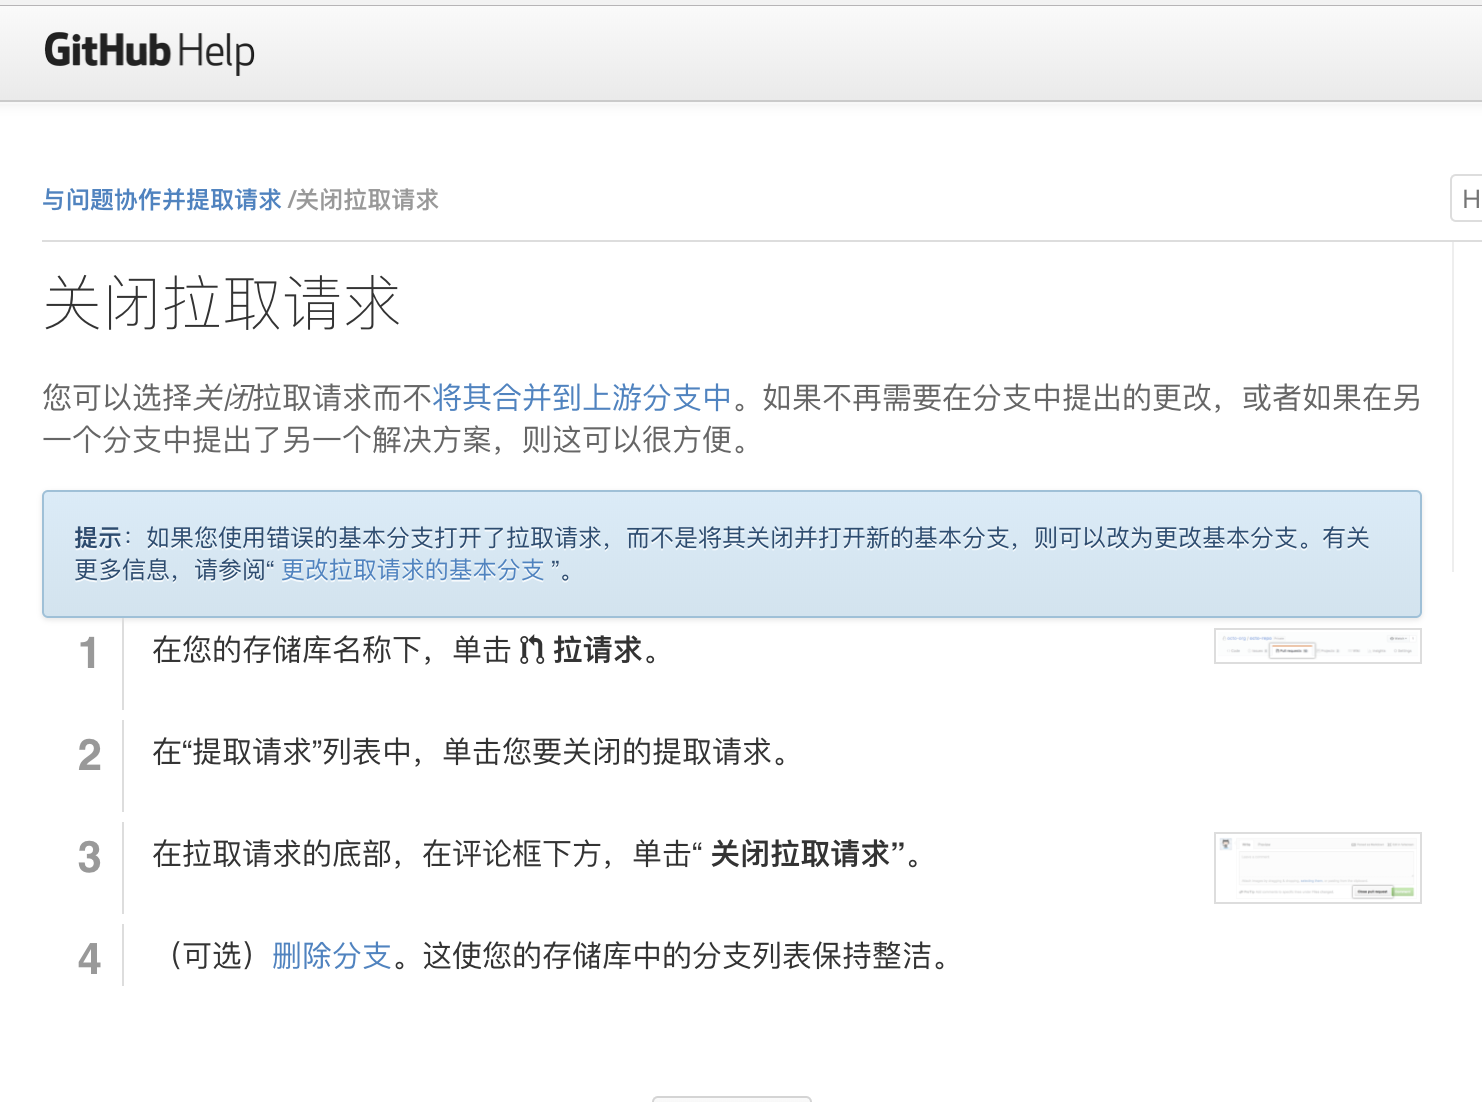 GitHub Help
与问题协作并提取请求 /关闭拉取请求
H
关闭拉取请求
您可以选择关闭拉取请求而不将其合并到上游分支中。如果不再需要在分支中提出的更改，或者如果在另
一个分支中提出了另一个解决方案，则这可以很方便。
提示：如果您使用错误的基本分支打开了拉取请求，而不是将其关闭并打开新的基本分支，则可以改为更改基本分支。有关
更多信息，请参阅“ 更改拉取请求的基本分支 ”。
1 在您的存储库名称下，单击 拉请求。
2 在“提取请求”列表中，单击您要关闭的提取请求。
3 在拉取请求的底部，在评论框下方，单击“ 关闭拉取请求”。
4 （可选）删除分支。这使您的存储库中的分支列表保持整洁。